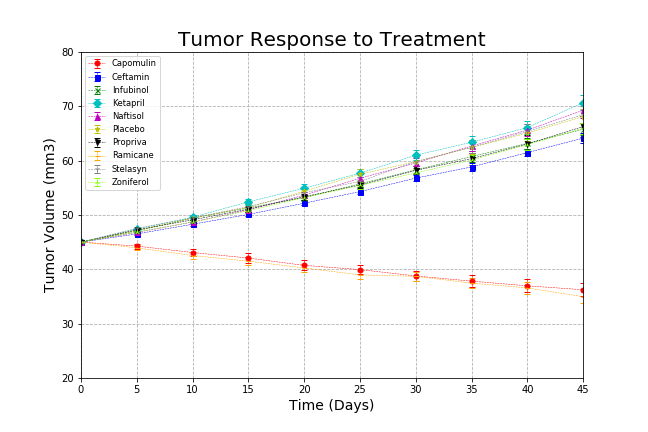 Tumor Response to Treatment
80
70
60
50
40
30
20
Tumor Volume (mm3)
Capomulin
Ceftamin
Infubinol
Ketapril
Naftisol
Placebo
Propriva
Ramicane
Stelasyn
Zoniferol
0 5 10 15 20 25 30 35 40 45
Time (Days)